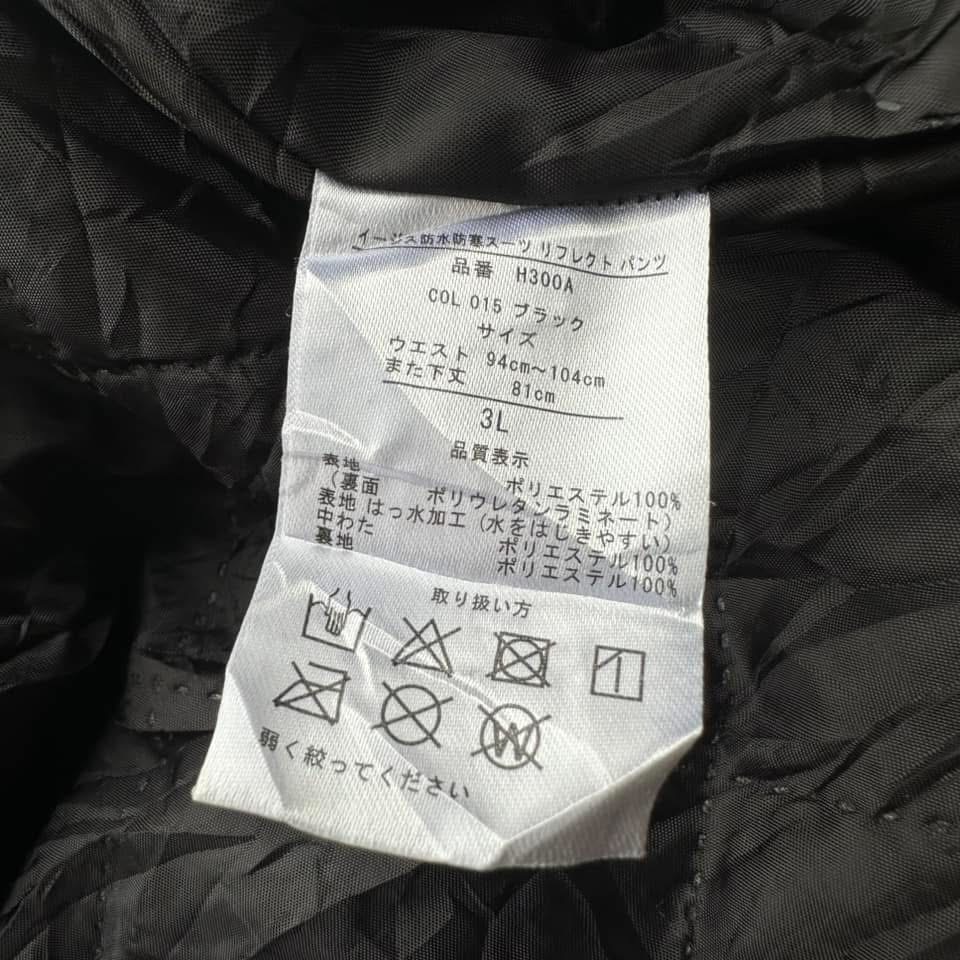 イージス防水防寒スーツ リフレクト パンツ
品番 H300A
COL 015 ブラック
サイズ
ウエスト 94cm～104cm
また下丈 81cm
3L
品質表示
表地 ポリエステル100%
（裏面 ポリウレタンラミネート）
表地 はっ水加工（水をはじきやすい）
中わた ポリエステル100%
裏地 ポリエステル100%
取り扱い方
W
弱く絞ってください